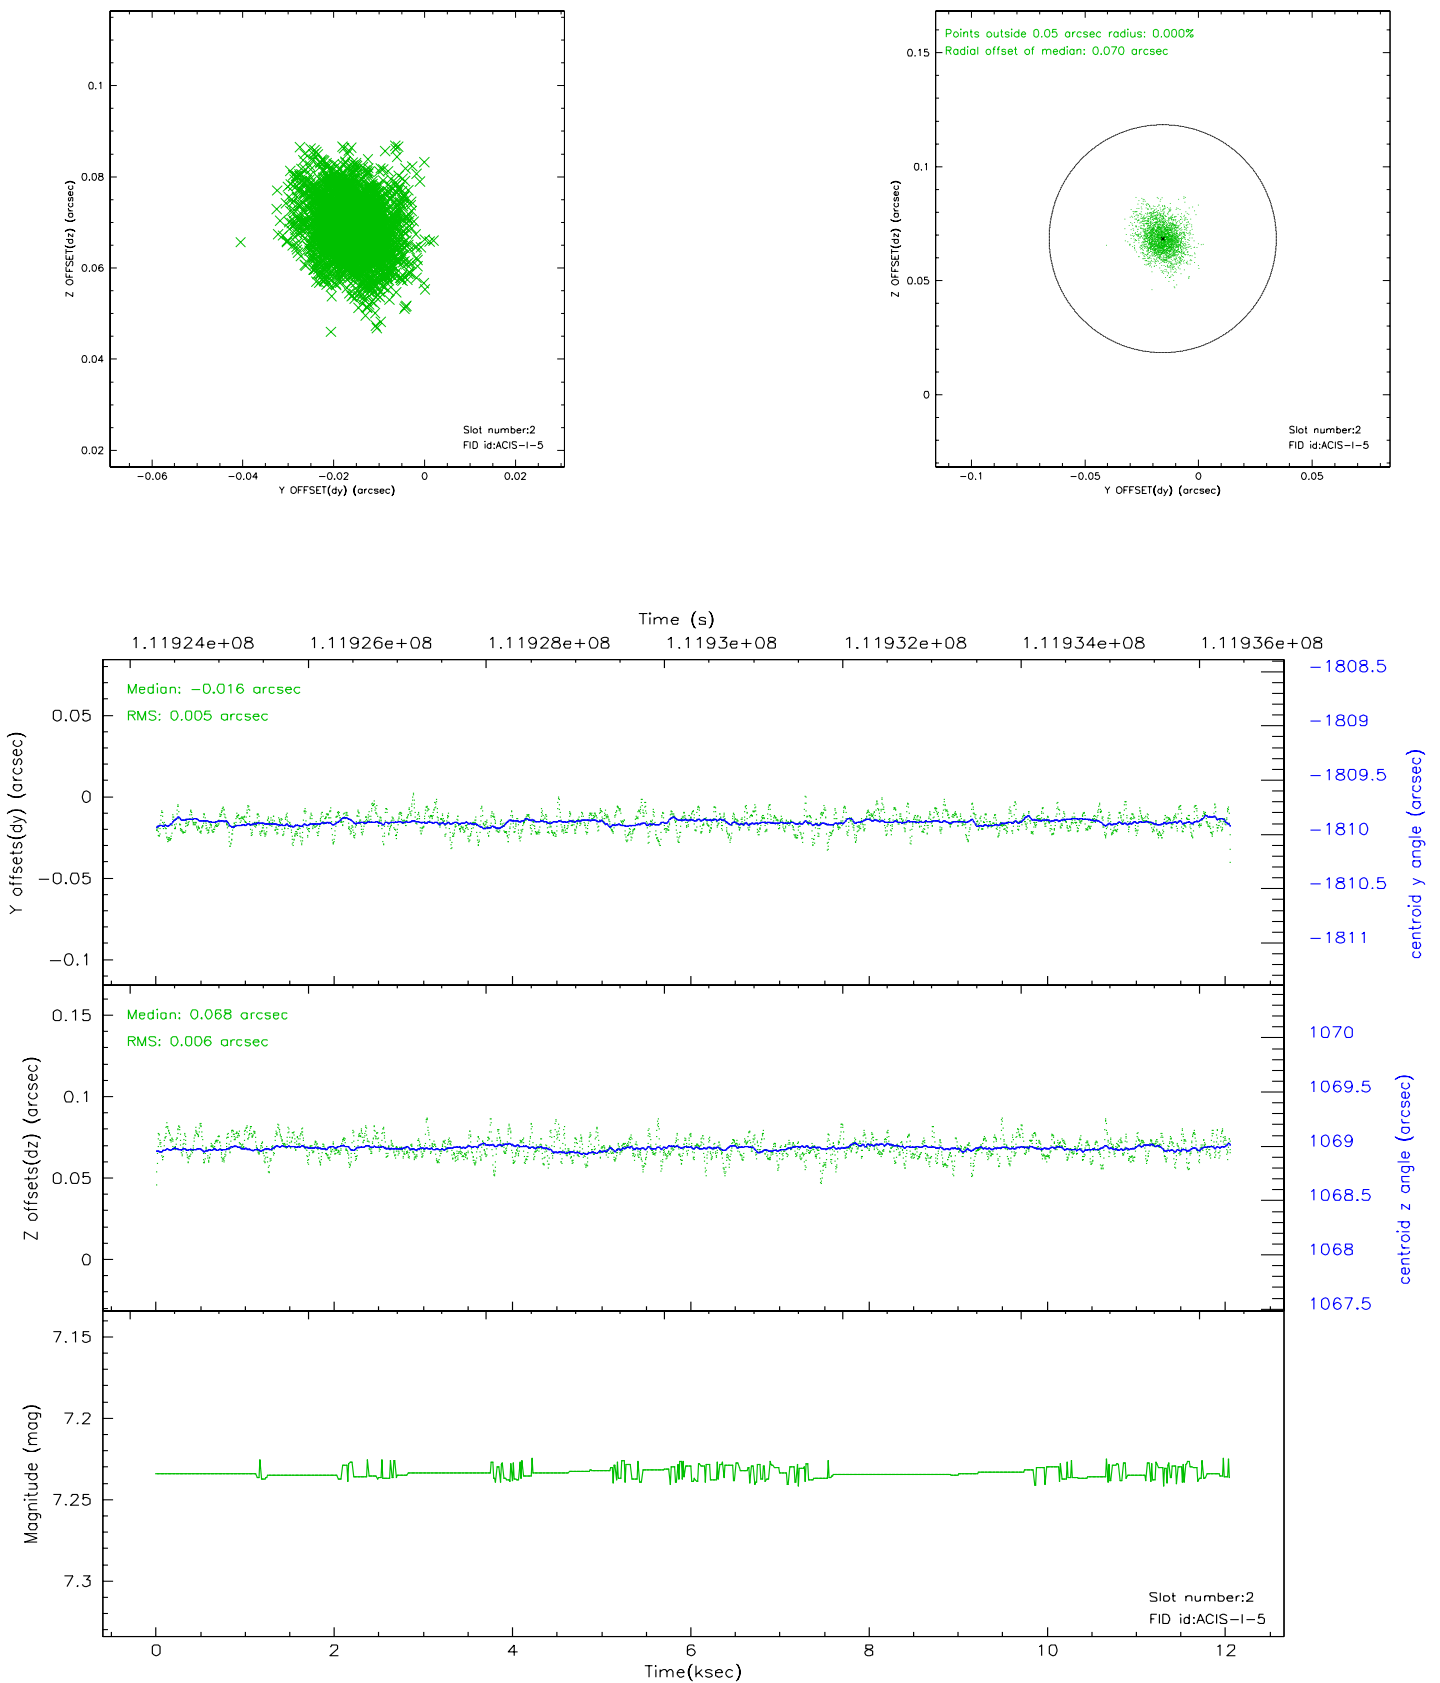 0.1
0.08
0.06
0.04
0.02
Z OFFSET(dz) (arcsec)
-0.06 -0.04 -0.02 0 0.02
Y OFFSET(dy) (arcsec)
Slot number:2
FID id:ACIS-I-5
Points outside 0.05 arcsec radius: 0.000%
Radial offset of median: 0.070 arcsec
0.15
0.1
0.05
0
Z OFFSET(dz) (arcsec)
-0.1 -0.05 0 0.05
Y OFFSET(dy) (arcsec)
Slot number:2
FID id:ACIS-I-5
Time (s)
1.11924e+08 1.11926e+08 1.11928e+08 1.1193e+08 1.11932e+08 1.11934e+08 1.11936e+08
Median: -0.016 arcsec
RMS: 0.005 arcsec
0.05
0
-0.05
-0.1
Y offsets(dy) (arcsec)
-1808.5
-1809
-1809.5
-1810
-1810.5
-1811
centroid y angle (arcsec)
Median: 0.068 arcsec
RMS: 0.006 arcsec
0.15
0.1
0.05
0
Z offsets(dz) (arcsec)
1070
1069.5
1069
1068.5
1068
1067.5
centroid z angle (arcsec)
7.15
7.2
7.25
7.3
Magnitude (mag)
Slot number:2
FID id:ACIS-I-5
0 2 4 6 8 10 12
Time(ksec)